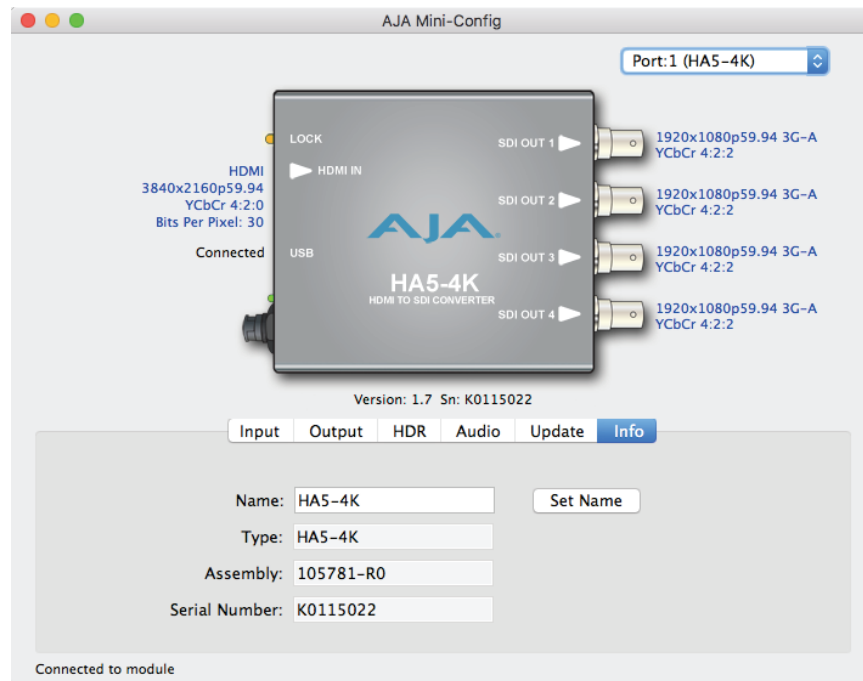 AJA Mini-Config
Port:1 (HA5-4K)
LOCK
HDMI IN
HDMI
3840x2160p59.94
YCbCr 4:2:0
Bits Per Pixel: 30
Connected
USB
AJA
HA5-4K
HDMI TO SDI CONVERTER
SDI OUT 1
1920x1080p59.94 3G-A
YCbCr 4:2:2
SDI OUT 2
1920x1080p59.94 3G-A
YCbCr 4:2:2
SDI OUT 3
1920x1080p59.94 3G-A
YCbCr 4:2:2
SDI OUT 4
1920x1080p59.94 3G-A
YCbCr 4:2:2
Version: 1.7 Sn: K0115022
Input Output HDR Audio Update Info
Name: HA5-4K Set Name
Type: HA5-4K
Assembly: 105781-R0
Serial Number: K0115022
Connected to module